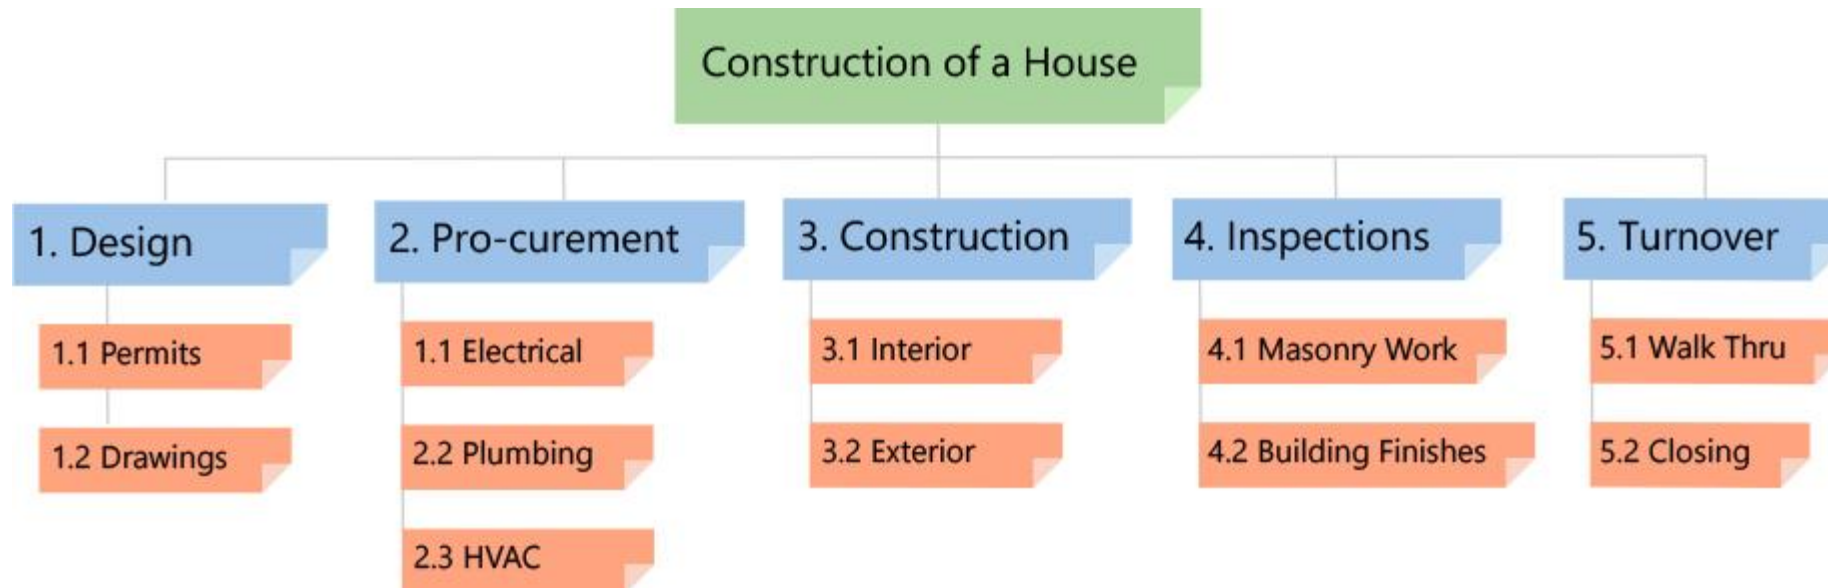 Construction of a House
1. Design
1.1 Permits
1.2 Drawings
2. Pro-curement
1.1 Electrical
2.2 Plumbing
2.3 HVAC
3. Construction
3.1 Interior
3.2 Exterior
4. Inspections
4.1 Masonry Work
4.2 Building Finishes
5. Turnover
5.1 Walk Thru
5.2 Closing